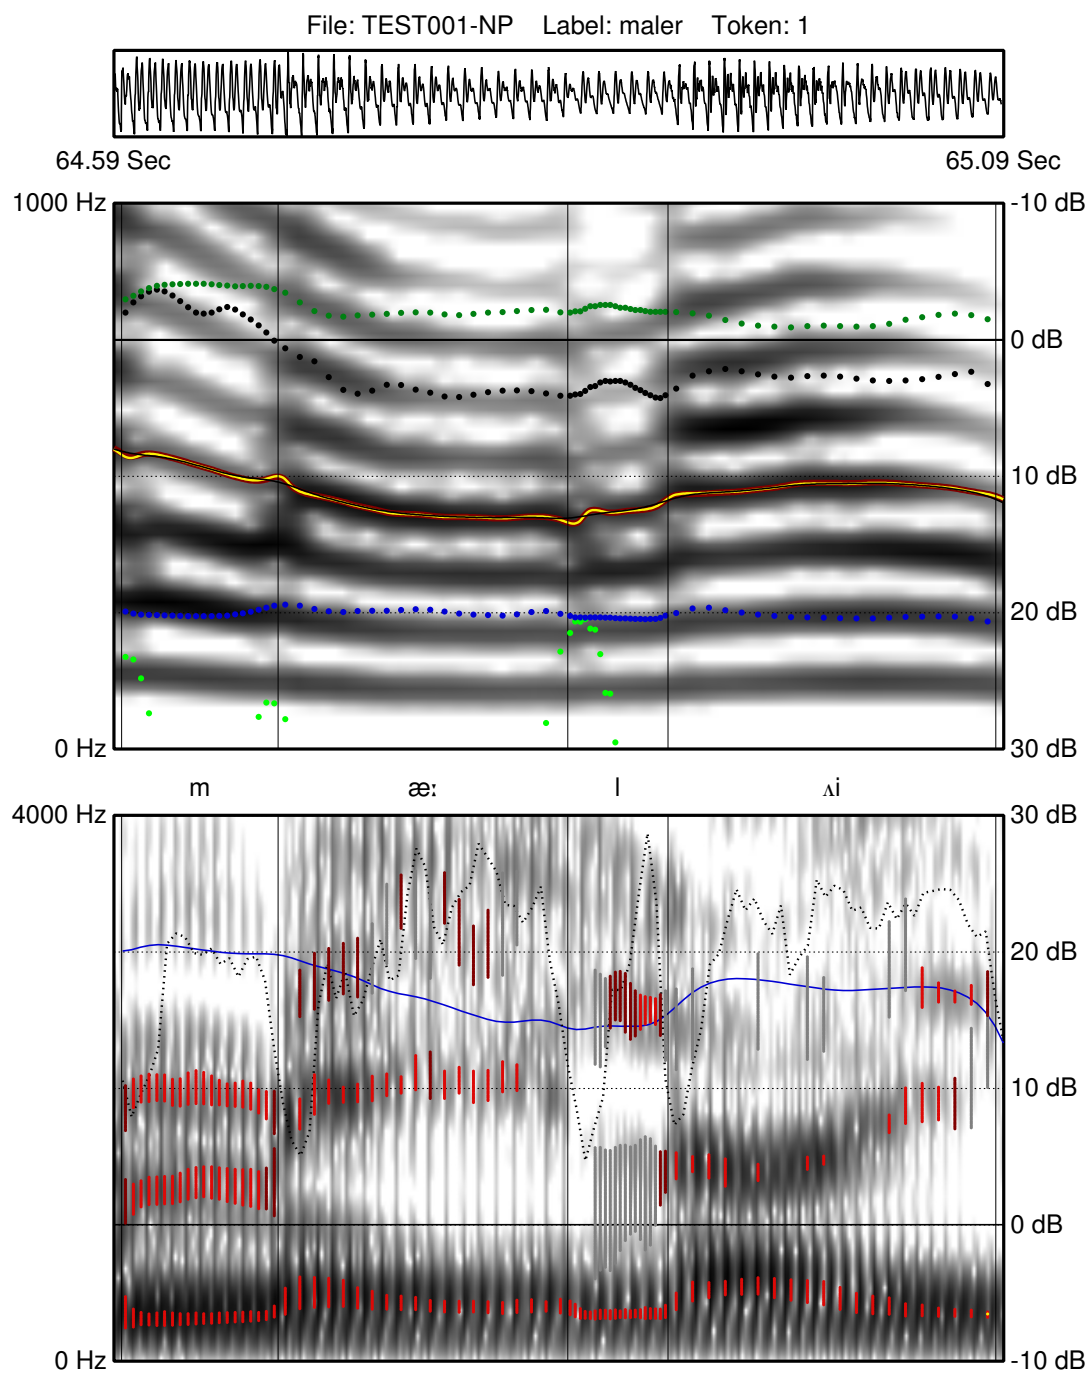 File: TEST001-NP    Label: maler    Token: 1
64.59 Sec    65.09 Sec
1000 Hz    -10 dB
0 dB
10 dB
20 dB
0 Hz    30 dB
m    æː    l    ʌi
4000 Hz    30 dB
20 dB
10 dB
0 dB
0 Hz    -10 dB